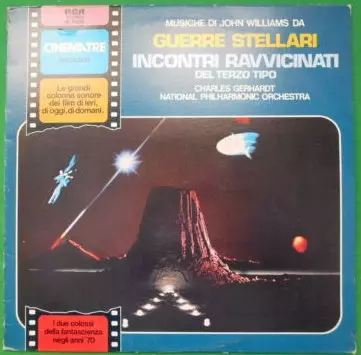 MUSICHE DI JOHN WILLIAMS DA
GUERRE STELLARI
INCONTRI RAVVICINATI
DEL TERZO TIPO
CHARLES GERHARDT
NATIONAL PHILHARMONIC ORCHESTRA
RCA
CINEMATRE
Le grandi
colonne sonore
dei film di ieri,
di oggi, di domani.
I due colossi
della fantascienza
negli anni '70